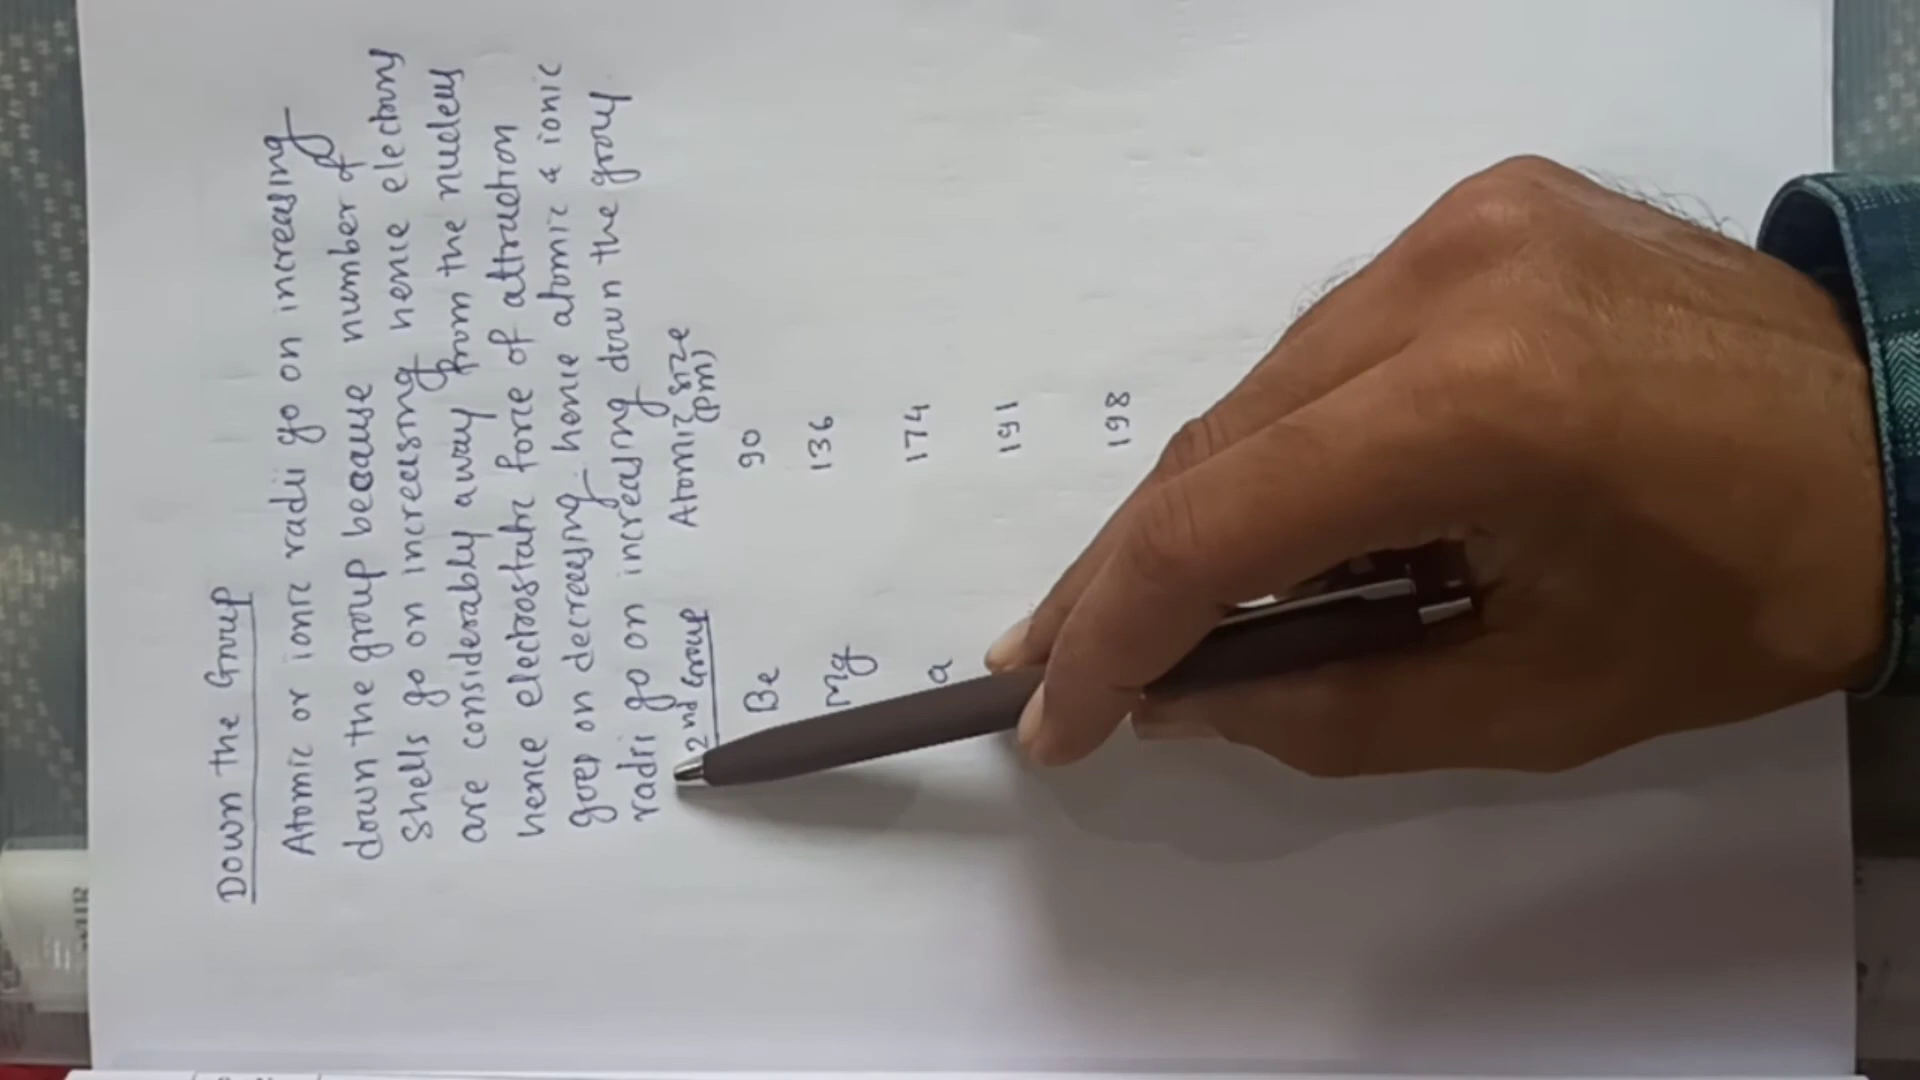 Down the Group
Atomic or ionic radii go on increasing
down the group because number of
shells go on increasing hence electrons
are considerably away from the nucleus
hence electrostatic force of attraction
goes on decreasing. hence atomic & ionic
radii go on increasing down the group
2nd Group Atomic size
(pm)
Be 90
Mg 136
a 174
191
198